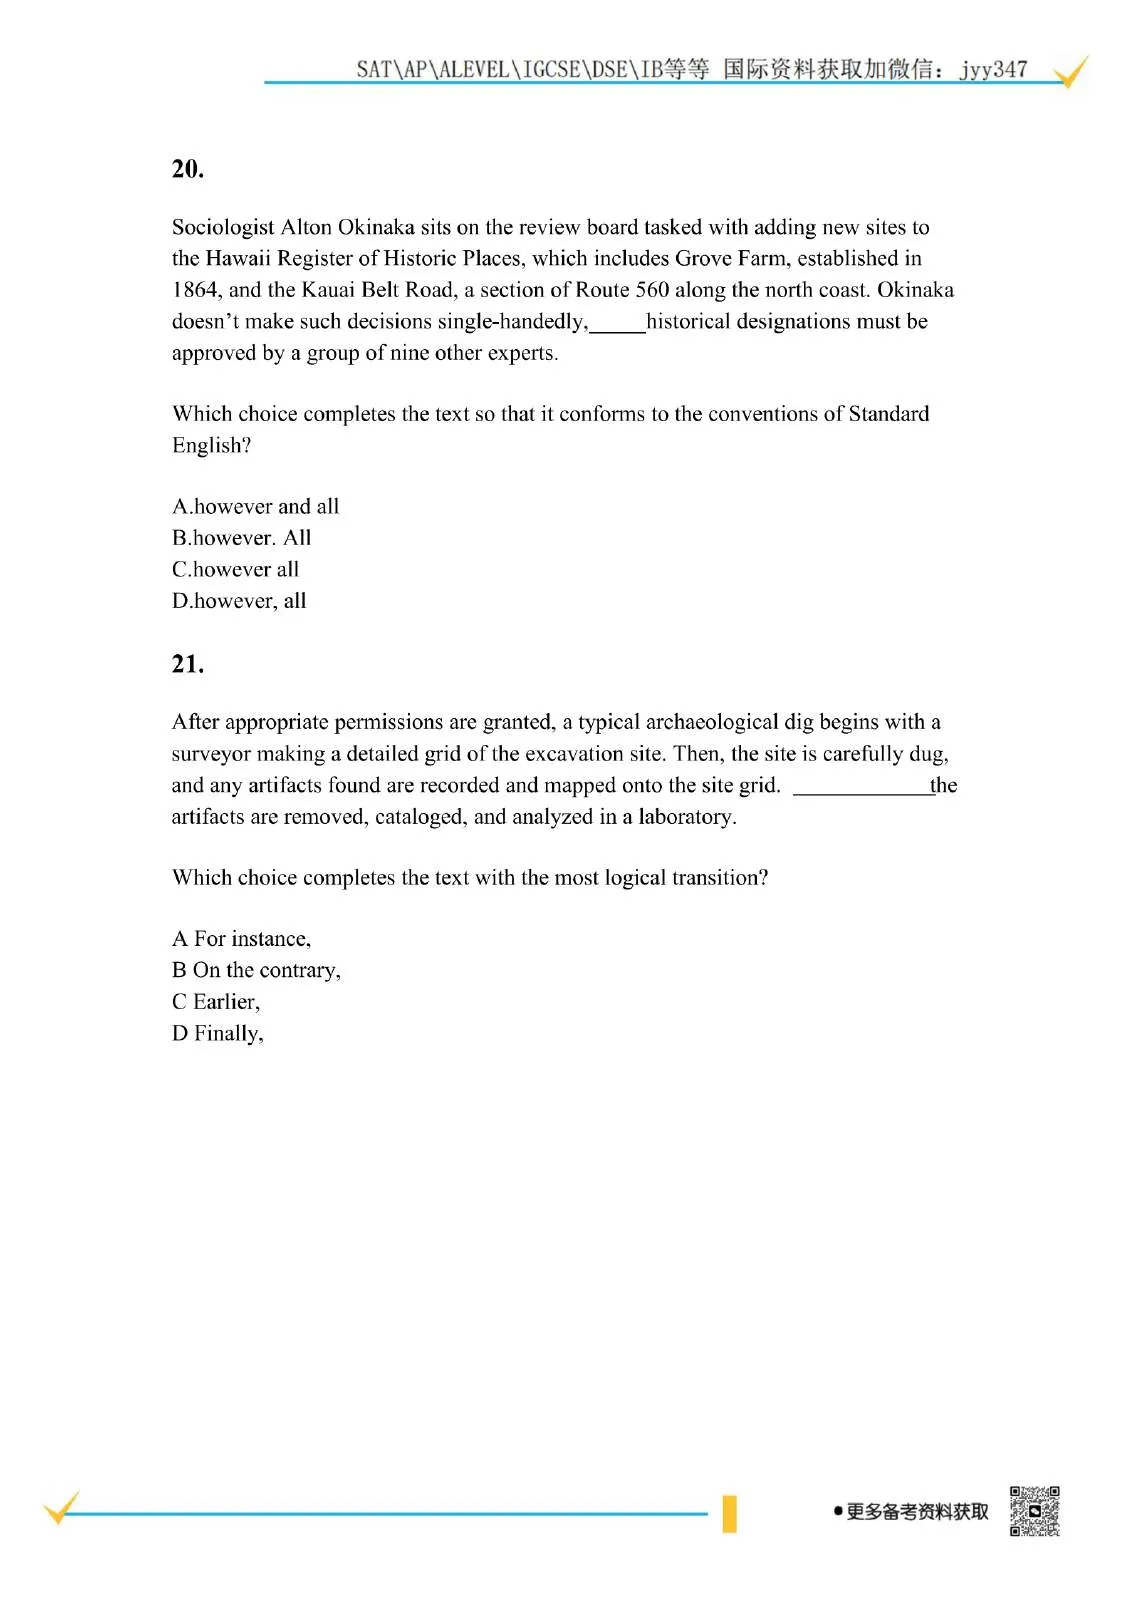 SAT\AP\ALEVEL\IGCSE\DSE\IB等等 国际资料获取加微信：jyy347
20.
Sociologist Alton Okinaka sits on the review board tasked with adding new sites to
the Hawaii Register of Historic Places, which includes Grove Farm, established in
1864, and the Kauai Belt Road, a section of Route 560 along the north coast. Okinaka
doesn’t make such decisions single-handedly,_____historical designations must be
approved by a group of nine other experts.
Which choice completes the text so that it conforms to the conventions of Standard
English?
A.however and all
B.however. All
C.however all
D.however, all
21.
After appropriate permissions are granted, a typical archaeological dig begins with a
surveyor making a detailed grid of the excavation site. Then, the site is carefully dug,
and any artifacts found are recorded and mapped onto the site grid. _____________the
artifacts are removed, cataloged, and analyzed in a laboratory.
Which choice completes the text with the most logical transition?
A For instance,
B On the contrary,
C Earlier,
D Finally,
•更多备考资料获取